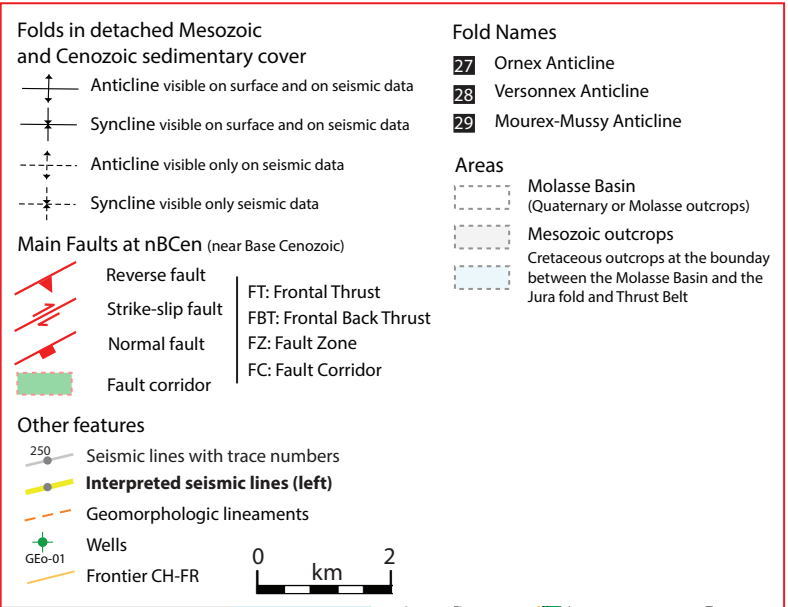 Folds in detached Mesozoic
and Cenozoic sedimentary cover
Anticline visible on surface and on seismic data
Syncline visible on surface and on seismic data
Anticline visible only on seismic data
Syncline visible only seismic data
Main Faults at nBCen (near Base Cenozoic)
Reverse fault
Strike-slip fault
Normal fault
Fault corridor
FT: Frontal Thrust
FBT: Frontal Back Thrust
FZ: Fault Zone
FC: Fault Corridor
Other features
250
Seismic lines with trace numbers
Interpreted seismic lines (left)
Geomorphologic lineaments
Wells
GEo-01
Frontier CH-FR
0 2
km
Fold Names
27 Ornex Anticline
28 Versonnex Anticline
29 Mourex-Mussy Anticline
Areas
Molasse Basin
(Quaternary or Molasse outcrops)
Mesozoic outcrops
Cretaceous outcrops at the bounday
between the Molasse Basin and the
Jura fold and Thrust Belt